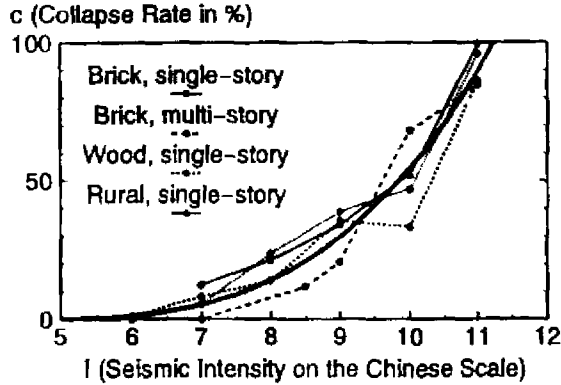 c (Collapse Rate in %)
100
Brick, single-story
Brick, multi-story
Wood, single-story
Rural, single-story
50
0
5 6 7 8 9 10 11 12
I (Seismic Intensity on the Chinese Scale)